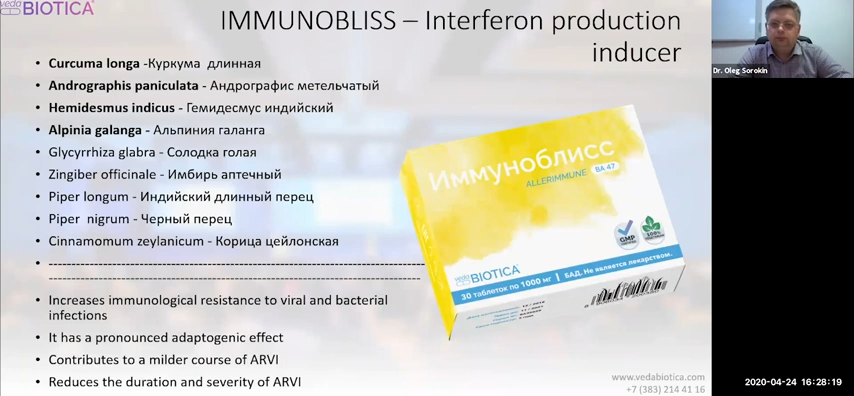 veda
BIOTICA
IMMUNOBLISS – Interferon production
inducer
• Curcuma longa -Куркума длинная
• Andrographis paniculata - Андрографис метельчатый
• Hemidesmus indicus - Гемидесмус индийский
• Alpinia galanga - Альпиния галанга
• Glycyrrhiza glabra - Солодка голая
• Zingiber officinale - Имбирь аптечный
• Piper longum - Индийский длинный перец
• Piper nigrum - Черный перец
• Cinnamomum zeylanicum - Корица цейлонская
• Increases immunological resistance to viral and bacterial
infections
• It has a pronounced adaptogenic effect
• Contributes to a milder course of ARVI
• Reduces the duration and severity of ARVI
Иммуноблисс
ALLERIMMUNE BA 47
GMP
100%
veda
BIOTICA
30 таблеток по 1000 мг | БАД. Не является лекарством.
www.vedabiotica.com
+7 (383) 214 41 16
Dr. Oleg Sorokin
2020-04-24 16:28:19